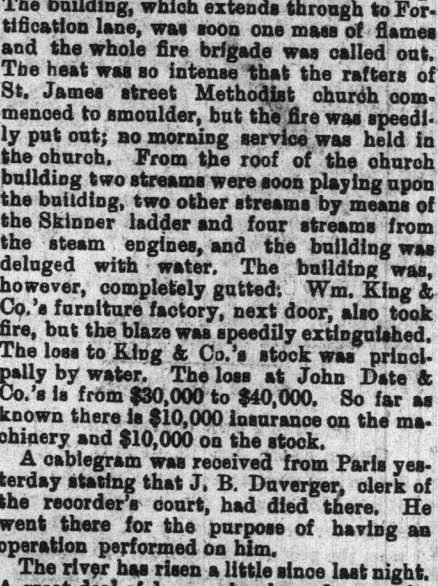 The building, which extends through to For-
tification lane, was soon one mass of flames
and the whole fire brigade was called out.
The heat was so intense that the rafters of
St. James street Methodist church com-
menced to smoulder, but the fire was speedi-
ly put out; no morning service was held in
the church. From the roof of the church
building two streams were soon playing upon
the building, two other streams by means of
the Skinner ladder and four streams from
the steam engines, and the building was
deluged with water. The building was,
however, completely gutted. Wm. King &
Co.'s furniture factory, next door, also took
fire, but the blaze was speedily extinguished.
The loss to King & Co.'s stock was princi-
pally by water. The loss at John Date &
Co.'s is from $30,000 to $40,000. So far as
known there is $10,000 insurance on the ma-
chinery and $10,000 on the stock.
A cablegram was received from Paris yes-
terday stating that J. B. Duverger, clerk of
the recorder's court, had died there. He
went there for the purpose of having an
operation performed on him.
The river has risen a little since last night.